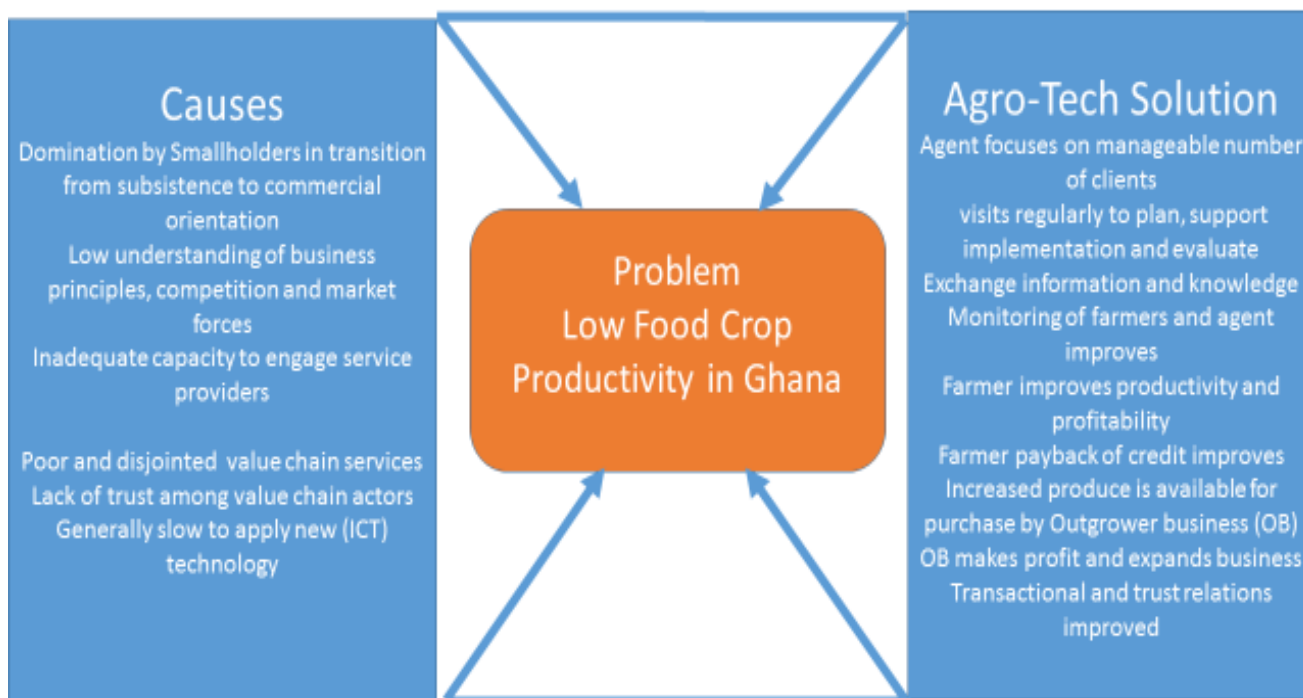 Causes
Domination by Smallholders in transition
from subsistence to commercial
orientation
Low understanding of business
principles, competition and market
forces
Inadequate capacity to engage service
providers
Poor and disjointed value chain services
Lack of trust among value chain actors
Generally slow to apply new (ICT)
technology
Problem
Low Food Crop
Productivity in Ghana
Agro-Tech Solution
Agent focuses on manageable number
of clients
visits regularly to plan, support
implementation and evaluate
Exchange information and knowledge
Monitoring of farmers and agent
improves
Farmer improves productivity and
profitability
Farmer payback of credit improves
Increased produce is available for
purchase by Outgrower business (OB)
OB makes profit and expands business
Transactional and trust relations
improved